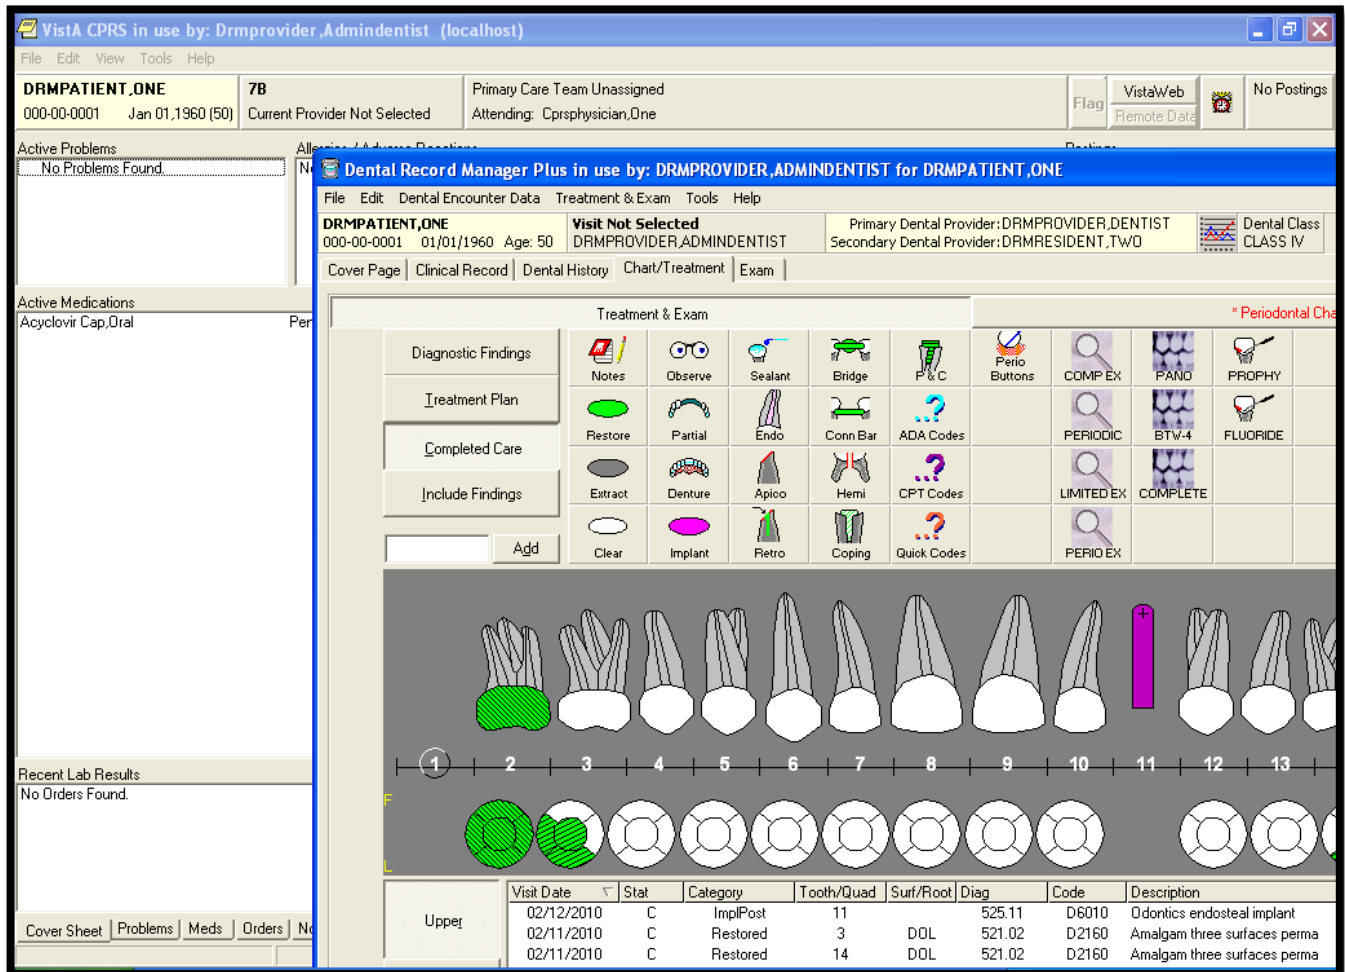 VistA CPRS in use by: Drmprovider,Admindentist (localhost)
File Edit View Tools Help
DRMPATIENT,ONE
000-00-0001 Jan 01,1960 (50)
7B
Current Provider Not Selected
Primary Care Team Unassigned
Attending: Cprsphysician,One
Flag
VistaWeb
Remote Data
No Postings
Active Problems
No Problems Found.
Active Medications
Acyclovir Cap,Oral
Recent Lab Results
No Orders Found.
Cover Sheet Problems Meds Orders
Dental Record Manager Plus in use by: DRMPROVIDER,ADMINDENTIST for DRMPATIENT,ONE
File Edit Dental Encounter Data Treatment & Exam Tools Help
DRMPATIENT,ONE
000-00-0001 01/01/1960 Age: 50
Visit Not Selected
DRMPROVIDER,ADMINDENTIST
Primary Dental Provider: DRMPROVIDER,DENTIST
Secondary Dental Provider: DRMRESIDENT,TWO
Dental Class
CLASS IV
Cover Page Clinical Record Dental History Chart/Treatment Exam
Treatment & Exam
* Periodontal Cha
Diagnostic Findings
Treatment Plan
Completed Care
Include Findings
Add
Notes Observe Sealant Bridge P & C Perio Buttons COMP EX PANO PROPHY
Restore Partial Endo Conn Bar ADA Codes PERIODIC BTW-4 FLUORIDE
Extract Denture Apico Hemi CPT Codes LIMITED EX COMPLETE
Clear Implant Retro Coping Quick Codes PERIO EX
1 2 3 4 5 6 7 8 9 10 11 12 13
F
L
Upper
Visit Date Stat Category Tooth/Quad Surf/Root Diag Code Description
02/12/2010 C ImplPost 11 525.11 D6010 Odontics endosteal implant
02/11/2010 C Restored 3 DOL 521.02 D2160 Amalgam three surfaces perma
02/11/2010 C Restored 14 DOL 521.02 D2160 Amalgam three surfaces perma